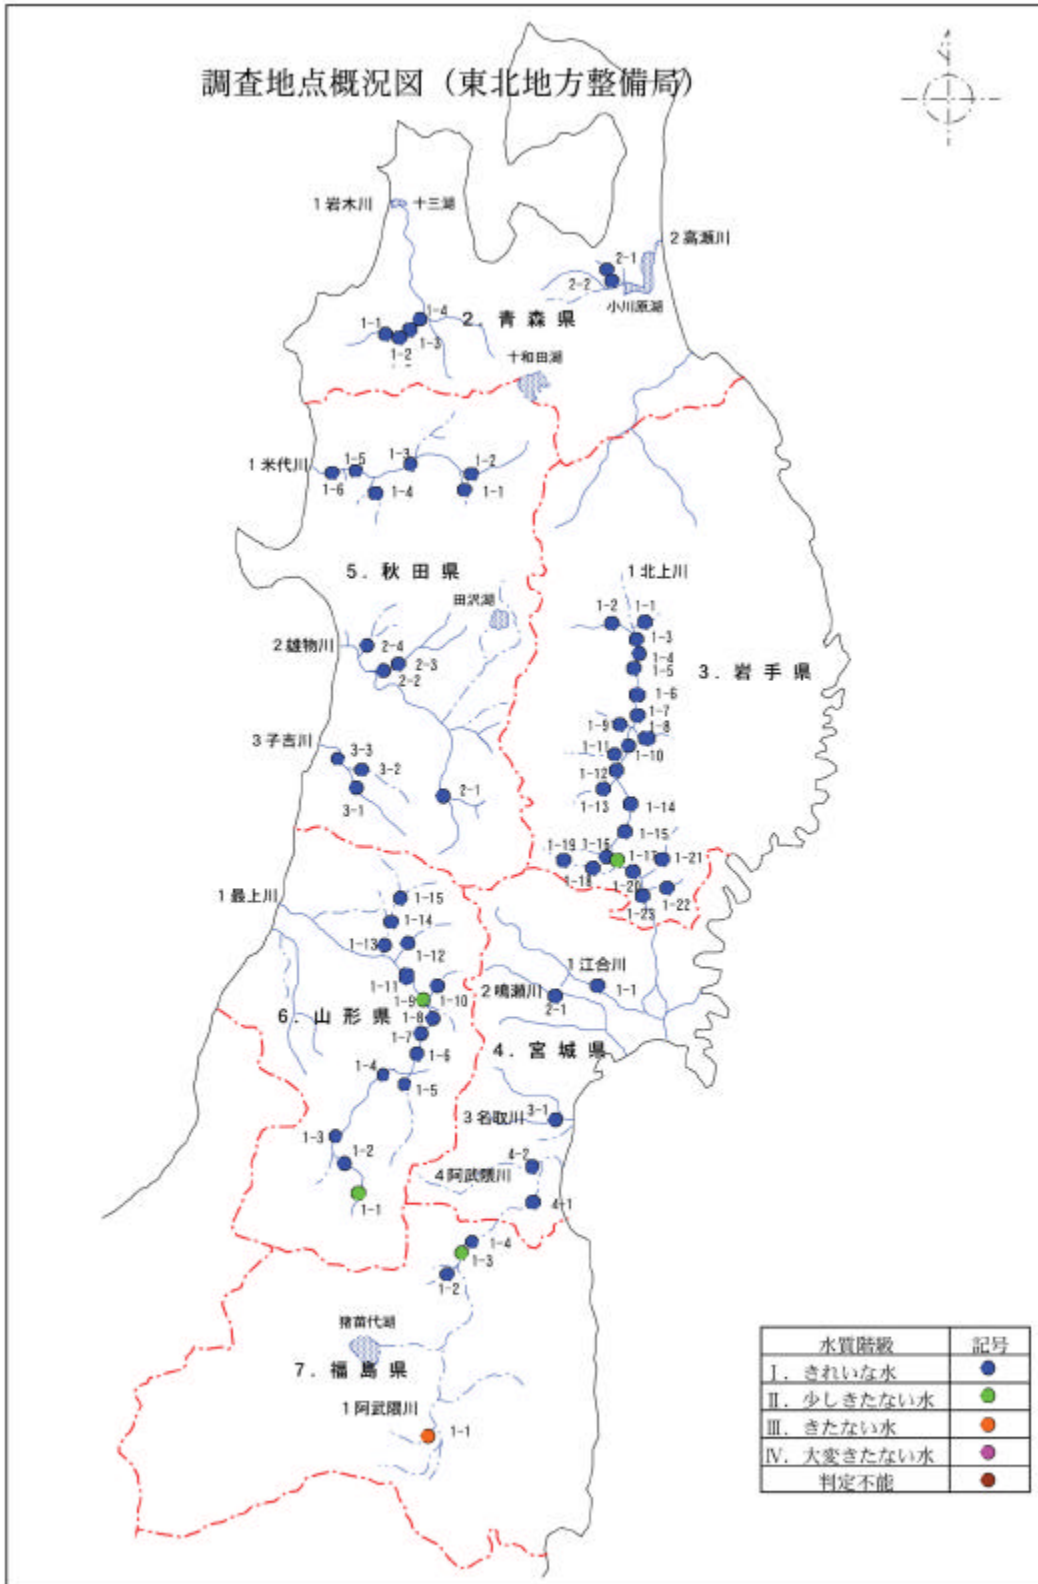 調査地点概況図（東北地方整備局）
1岩木川
十三湖
2高瀬川
2-1
2-2
小川原湖
1-4
1-1
1-3
1-2
2. 青森県
十和田湖
1米代川
1-5
1-3
1-2
1-6
1-4
1-1
5. 秋田県
田沢湖
1北上川
1-2
1-1
1-3
1-4
1-5
3. 岩手県
1-6
1-7
1-9
1-8
1-11
1-10
1-12
1-13
1-14
1-15
1-19
1-16
1-17
1-21
1-18
1-20
1-22
1-23
2雄物川
2-4
2-3
2-2
3子吉川
3-3
3-2
3-1
2-1
1最上川
1-15
1-14
1-13
1-12
1-11
1-9
1-10
6. 山形県
1-8
1-7
1-6
1-4
1-5
1-3
1-2
1-1
1江合川
1-1
2鳴瀬川
2-1
4. 宮城県
3名取川
3-1
4-2
4阿武隈川
4-1
1-4
1-3
1-2
猪苗代湖
7. 福島県
1阿武隈川
1-1
水質階級 記号
Ⅰ. きれいな水
Ⅱ. 少しきたない水
Ⅲ. きたない水
Ⅳ. 大変きたない水
判定不能